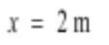 x = 2 m